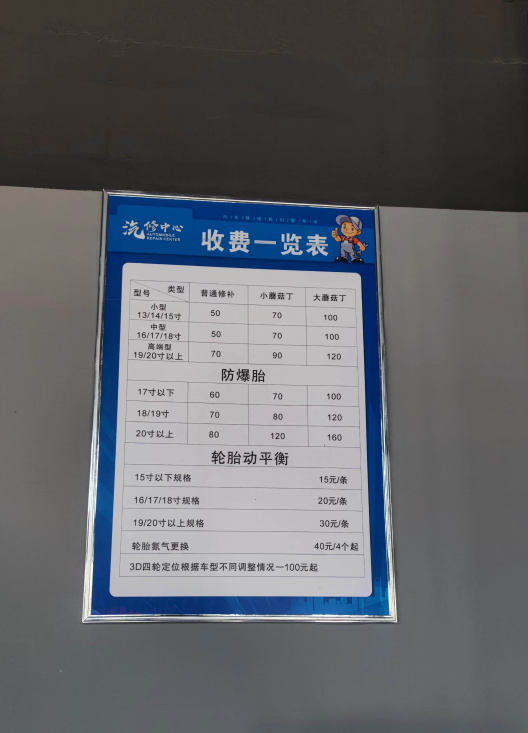 汽修中心
AUTOMOBILE
REPAIR CENTER
收费一览表
型号 类型 普通修补 小蘑菇丁 大蘑菇丁
小型
13/14/15寸 50 70 100
中型
16/17/18寸 50 70 100
高端型
19/20寸以上 70 90 120
防爆胎
17寸以下 60 70 100
18/19寸 70 80 120
20寸以上 80 120 160
轮胎动平衡
15寸以下规格 15元/条
16/17/18寸规格 20元/条
19/20寸以上规格 30元/条
轮胎氮气更换 40元/4个起
3D四轮定位根据车型不同调整情况一100元起